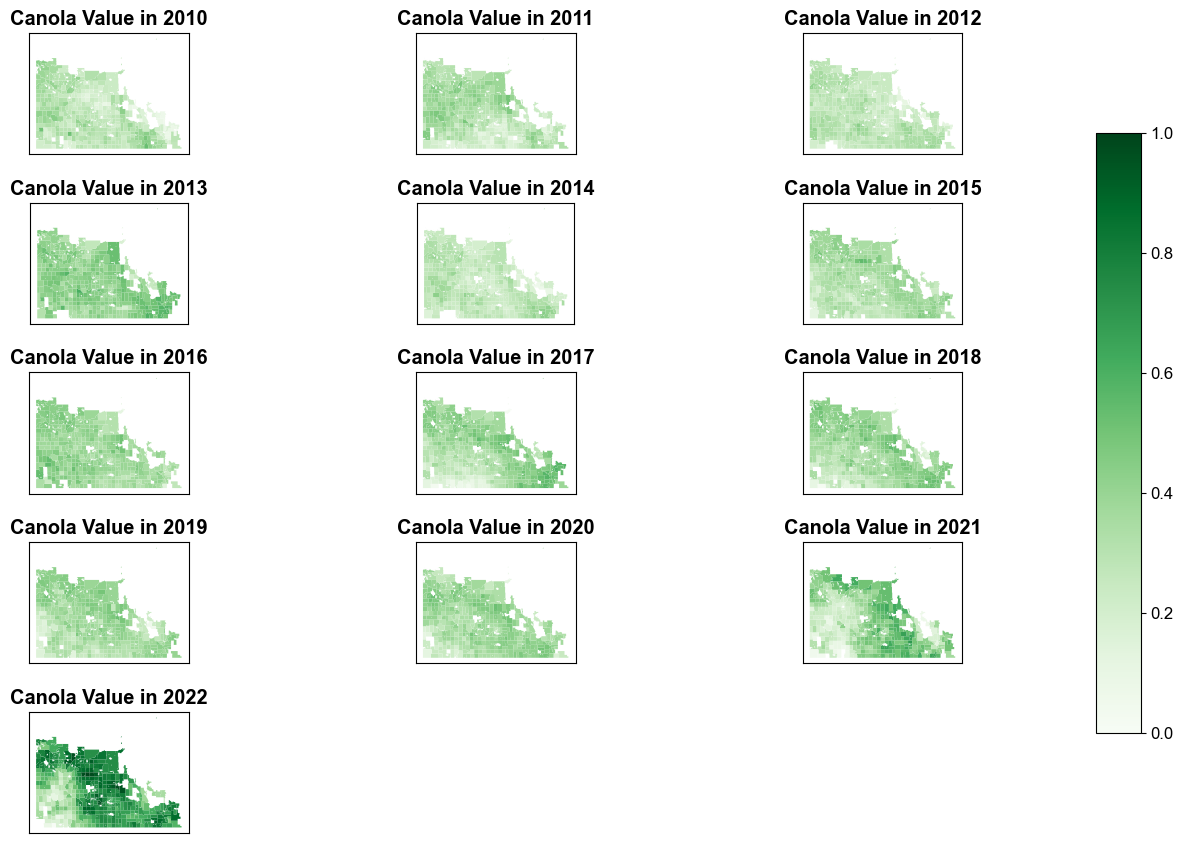 Canola Value in 2010
Canola Value in 2011
Canola Value in 2012
Canola Value in 2013
Canola Value in 2014
Canola Value in 2015
Canola Value in 2016
Canola Value in 2017
Canola Value in 2018
Canola Value in 2019
Canola Value in 2020
Canola Value in 2021
Canola Value in 2022
1.0
0.8
0.6
0.4
0.2
0.0